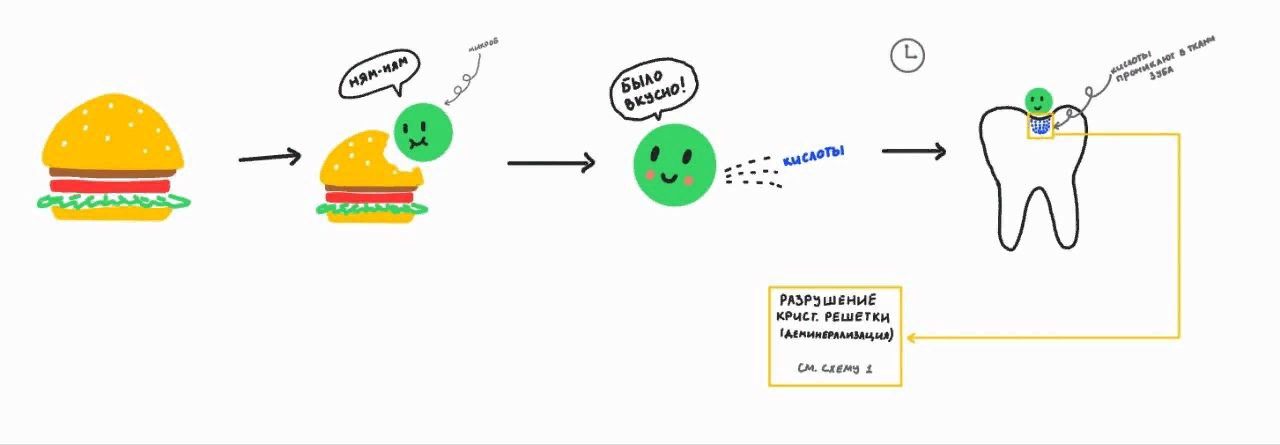 НЯМ-НЯМ
МИКРОБ
БЫЛО
ВКУСНО!
КИСЛОТЫ
КИСЛОТЫ
ПРОНИКАЮТ В ТКАНИ
ЗУБА
РАЗРУШЕНИЕ
КРИСТ. РЕШЕТКИ
(ДЕМИНЕРАЛИЗАЦИЯ)
СМ. СХЕМУ 1